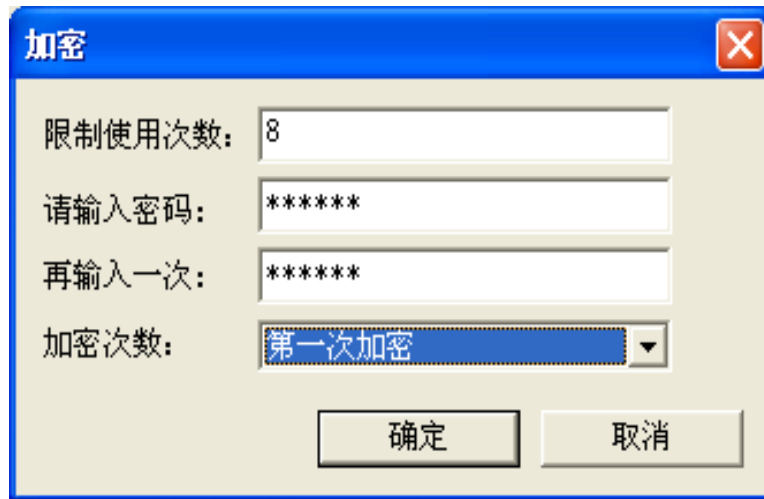 加密
限制使用次数：8
请输入密码：******
再输入一次：******
加密次数：第一次加密
确定 取消